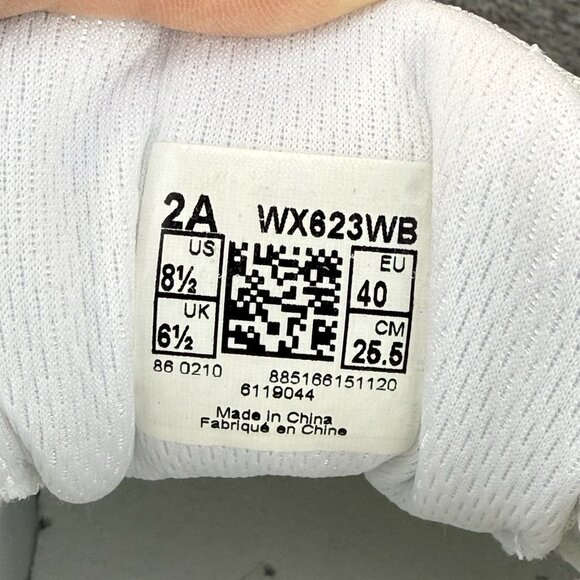 2A WX623WB
US 8½ EU 40
UK 6½ CM 25.5
86 0210 885166151120
6119044
Made in China
Fabriqué en Chine